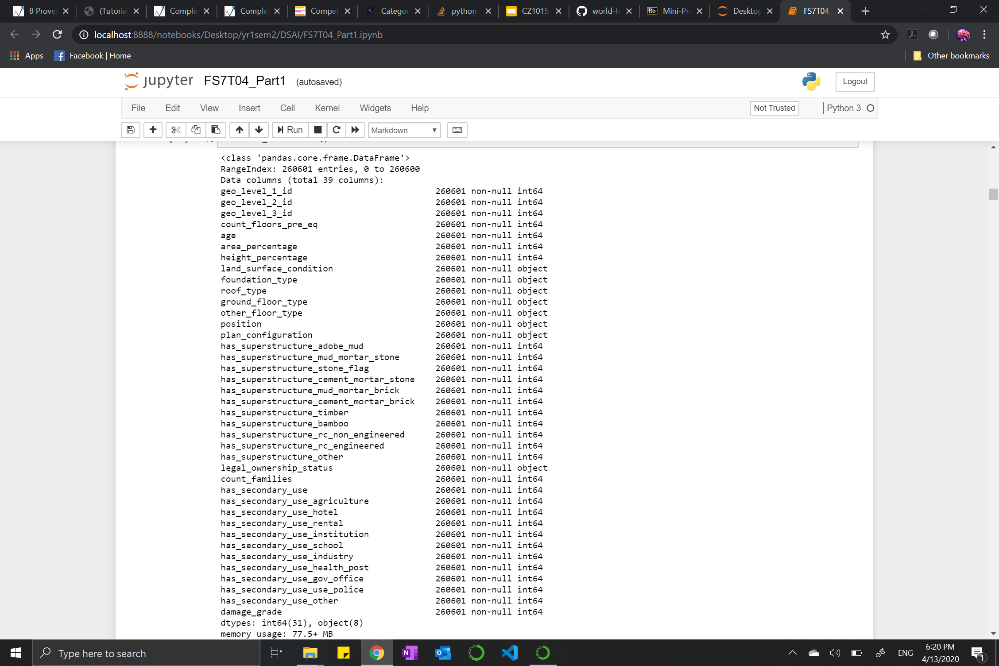 8 Prove
(Tutoria
Comple
Comple
Compet
Categor
python
CZ1015
world-h
Bb Mini-Pr
Desktop
FS7T04_
localhost:8888/notebooks/Desktop/yr1sem2/DSAI/FS7T04_Part1.ipynb
Apps
Facebook | Home
Other bookmarks
jupyter FS7T04_Part1 (autosaved)
Logout
File Edit View Insert Cell Kernel Widgets Help
Not Trusted
Python 3
Run
Markdown
<class 'pandas.core.frame.DataFrame'>
RangeIndex: 260601 entries, 0 to 260600
Data columns (total 39 columns):
geo_level_1_id 260601 non-null int64
geo_level_2_id 260601 non-null int64
geo_level_3_id 260601 non-null int64
count_floors_pre_eq 260601 non-null int64
age 260601 non-null int64
area_percentage 260601 non-null int64
height_percentage 260601 non-null int64
land_surface_condition 260601 non-null object
foundation_type 260601 non-null object
roof_type 260601 non-null object
ground_floor_type 260601 non-null object
other_floor_type 260601 non-null object
position 260601 non-null object
plan_configuration 260601 non-null object
has_superstructure_adobe_mud 260601 non-null int64
has_superstructure_mud_mortar_stone 260601 non-null int64
has_superstructure_stone_flag 260601 non-null int64
has_superstructure_cement_mortar_stone 260601 non-null int64
has_superstructure_mud_mortar_brick 260601 non-null int64
has_superstructure_cement_mortar_brick 260601 non-null int64
has_superstructure_timber 260601 non-null int64
has_superstructure_bamboo 260601 non-null int64
has_superstructure_rc_non_engineered 260601 non-null int64
has_superstructure_rc_engineered 260601 non-null int64
has_superstructure_other 260601 non-null int64
legal_ownership_status 260601 non-null object
count_families 260601 non-null int64
has_secondary_use 260601 non-null int64
has_secondary_use_agriculture 260601 non-null int64
has_secondary_use_hotel 260601 non-null int64
has_secondary_use_rental 260601 non-null int64
has_secondary_use_institution 260601 non-null int64
has_secondary_use_school 260601 non-null int64
has_secondary_use_industry 260601 non-null int64
has_secondary_use_health_post 260601 non-null int64
has_secondary_use_gov_office 260601 non-null int64
has_secondary_use_use_police 260601 non-null int64
has_secondary_use_other 260601 non-null int64
damage_grade 260601 non-null int64
dtypes: int64(31), object(8)
memory usage: 77.5+ MB
Type here to search
ENG
6:20 PM
4/13/2020
1